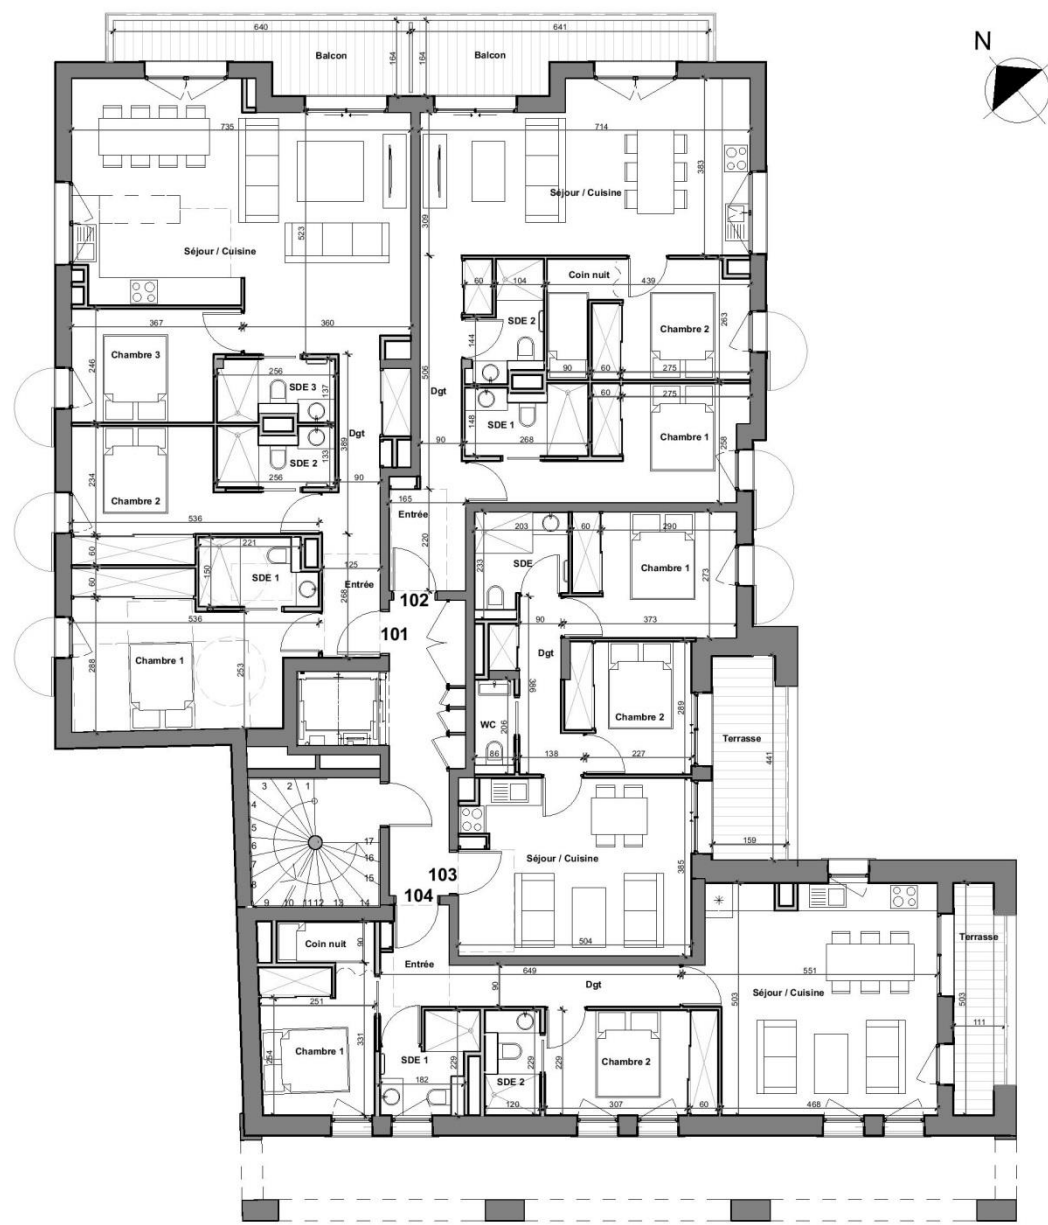 N
640
641
164
164
Balcon
Balcon
735
714
383
Séjour / Cuisine
309
523
Séjour / Cuisine
60
104
Coin nuit
439
367
360
SDE 2
Chambre 2
263
144
246
Chambre 3
256
SDE 3
137
506
90
60
275
Dgt
60
275
389
Dgt
148
SDE 1
Chambre 1
258
SDE 2
133
90
268
234
Chambre 2
256
90
536
165
Entrée
203
60
290
220
60
221
125
SDE 1
150
Entrée
233
SDE
Chambre 1
273
60
268
102
536
101
90
373
288
Chambre 1
253
Dgt
366
WC
206
Chambre 2
289
Terrasse
86
138
227
441
3
2
1
4
5
6
7
8
9
10
11
12
13
14
15
16
17
159
Séjour / Cuisine
385
103
104
504
Coin nuit
90
Entrée
649
551
Terrasse
90
Dgt
503
Séjour / Cuisine
503
251
111
254
Chambre 1
331
SDE 1
229
182
SDE 2
229
229
Chambre 2
120
307
60
468